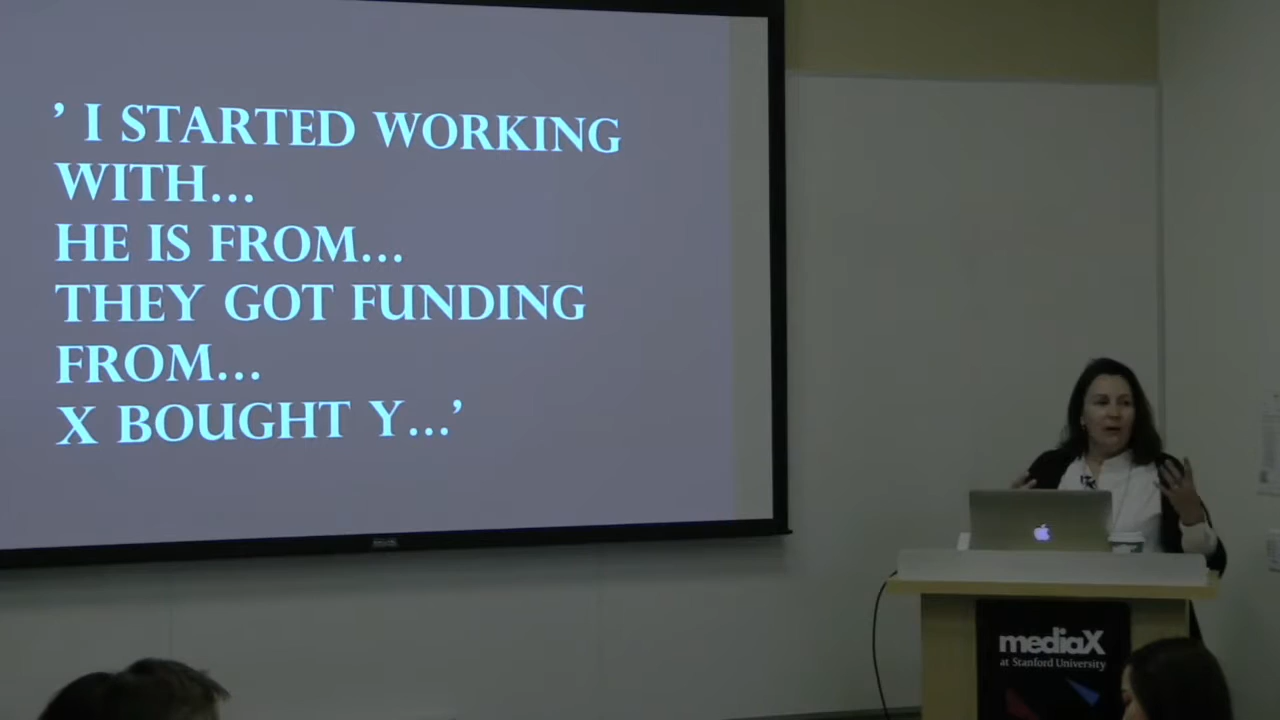 ’ I STARTED WORKING
WITH...
HE IS FROM...
THEY GOT FUNDING
FROM...
X BOUGHT Y...’
mediaX
at Stanford University